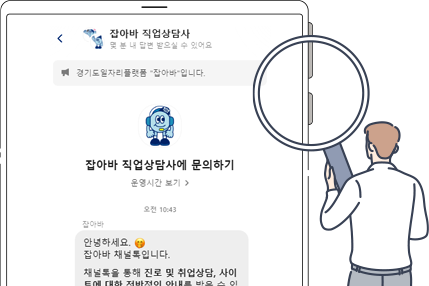 잡아바 직업상담사
몇 분 내 답변 받으실 수 있어요
경기도일자리플랫폼 "잡아바"입니다.
잡아바 직업상담사에 문의하기
운영시간 보기 >
오전 10:43
잡아바
안녕하세요. 🤭
잡아바 채널톡입니다.
채널톡을 통해 진로 및 취업상담, 사이
트에 대한 전반적인 안내를 받을 수 있